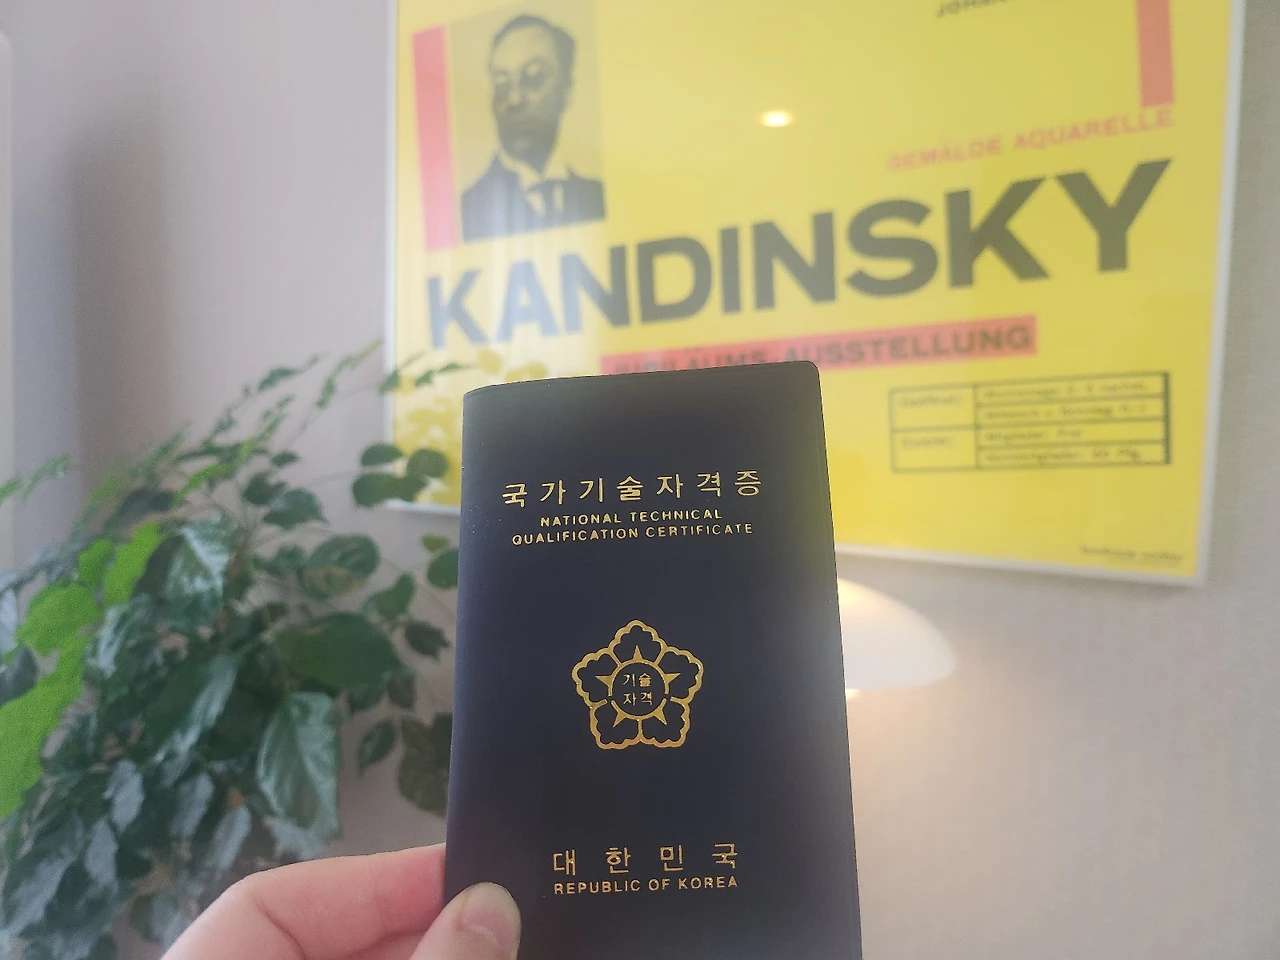 GEMÄLDE AQUARELLE
KANDINSKY
JUBILÄUMS-AUSSTELLUNG
국가기술자격증
NATIONAL TECHNICAL
QUALIFICATION CERTIFICATE
기술
자격
대한민국
REPUBLIC OF KOREA